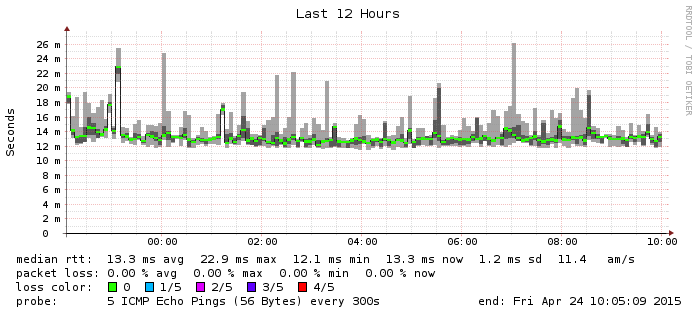 Last 12 Hours
RRDTOOL / TOBI OETIKER
Seconds
26 m
24 m
22 m
20 m
18 m
16 m
14 m
12 m
10 m
8 m
6 m
4 m
2 m
0
00:00 02:00 04:00 06:00 08:00 10:00
median rtt: 13.3 ms avg 22.9 ms max 12.1 ms min 13.3 ms now 1.2 ms sd 11.4 am/s
packet loss: 0.00 % avg 0.00 % max 0.00 % min 0.00 % now
loss color: 0 1/5 2/5 3/5 4/5
probe: 5 ICMP Echo Pings (56 Bytes) every 300s end: Fri Apr 24 10:05:09 2015